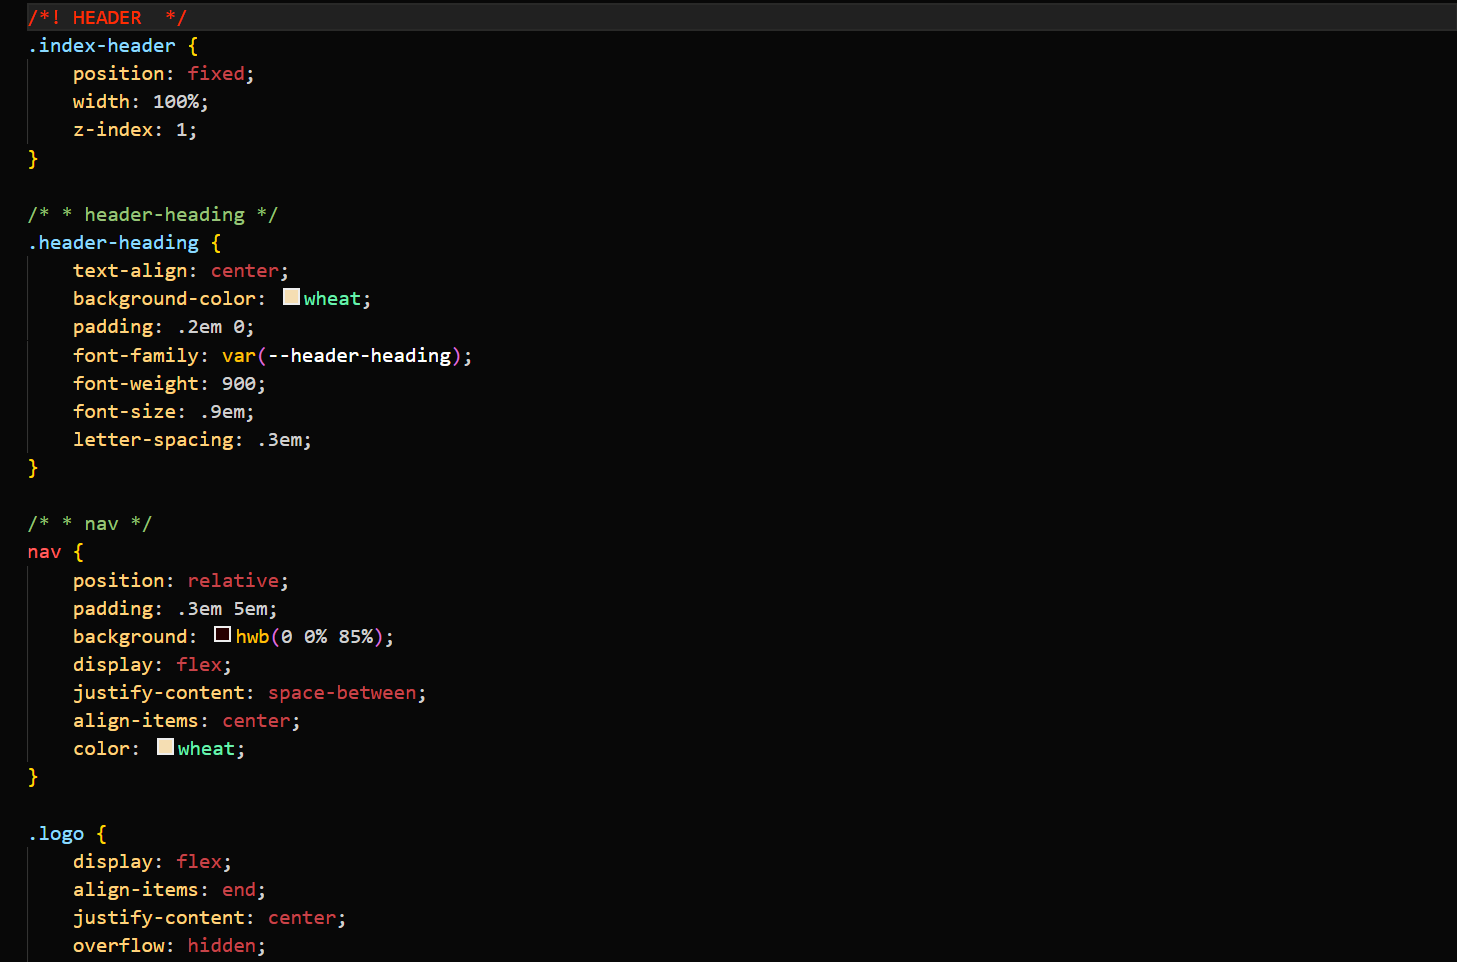 /*! HEADER  */
.index-header {
    position: fixed;
    width: 100%;
    z-index: 1;
}

/* * header-heading */
.header-heading {
    text-align: center;
    background-color: wheat;
    padding: .2em 0;
    font-family: var(--header-heading);
    font-weight: 900;
    font-size: .9em;
    letter-spacing: .3em;
}

/* * nav */
nav {
    position: relative;
    padding: .3em 5em;
    background: hwb(0 0% 85%);
    display: flex;
    justify-content: space-between;
    align-items: center;
    color: wheat;
}

.logo {
    display: flex;
    align-items: end;
    justify-content: center;
    overflow: hidden;